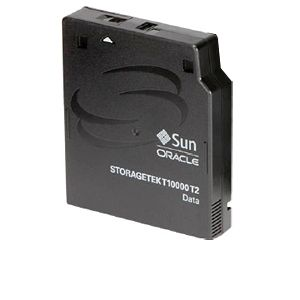 Sun
ORACLE
STORAGETEK T10000 T2
Data